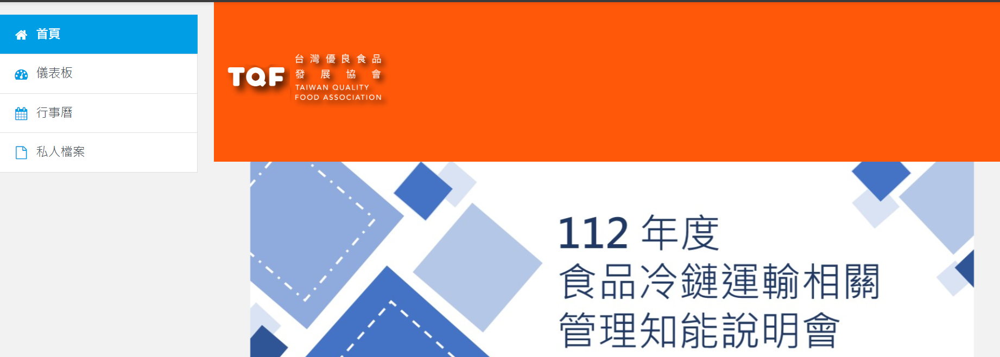 首頁
儀表板
行事曆
私人檔案
TQF
台灣優良食品
發展協會
TAIWAN QUALITY
FOOD ASSOCIATION
112 年度
食品冷鏈運輸相關
管理知能說明會